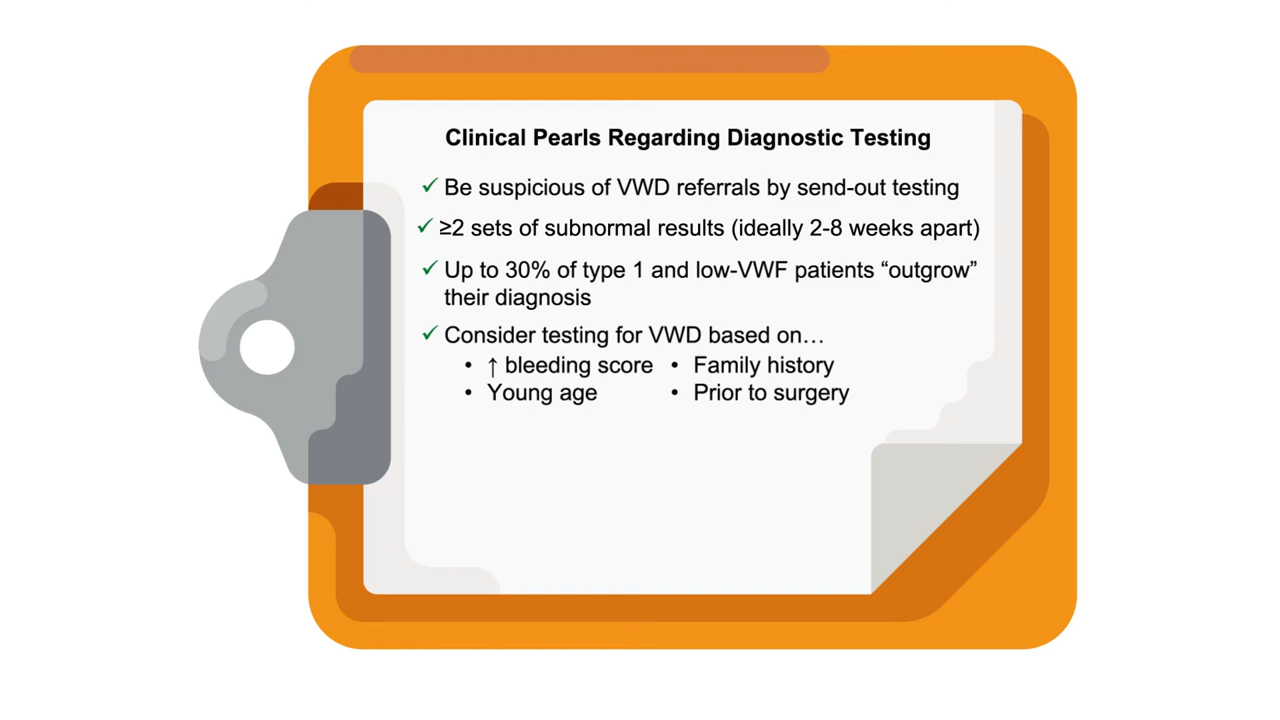 Clinical Pearls Regarding Diagnostic Testing
✓ Be suspicious of VWD referrals by send-out testing
✓ ≥2 sets of subnormal results (ideally 2-8 weeks apart)
✓ Up to 30% of type 1 and low-VWF patients “outgrow”
their diagnosis
✓ Consider testing for VWD based on…
• ↑ bleeding score • Family history
• Young age • Prior to surgery